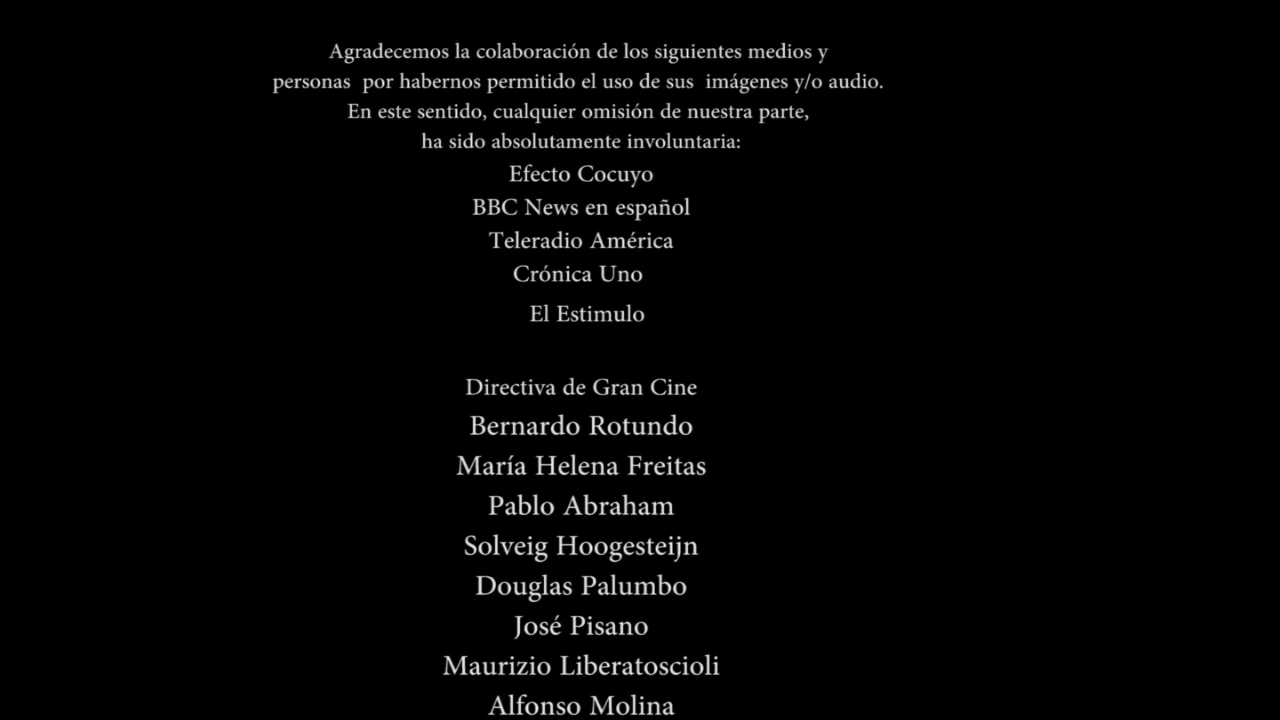 Agradecemos la colaboración de los siguientes medios y
personas por habernos permitido el uso de sus imágenes y/o audio.
En este sentido, cualquier omisión de nuestra parte,
ha sido absolutamente involuntaria:
Efecto Cocuyo
BBC News en español
Teleradio América
Crónica Uno
El Estimulo
Directiva de Gran Cine
Bernardo Rotundo
María Helena Freitas
Pablo Abraham
Solveig Hoogesteijn
Douglas Palumbo
José Pisano
Maurizio Liberatoscioli
Alfonso Molina